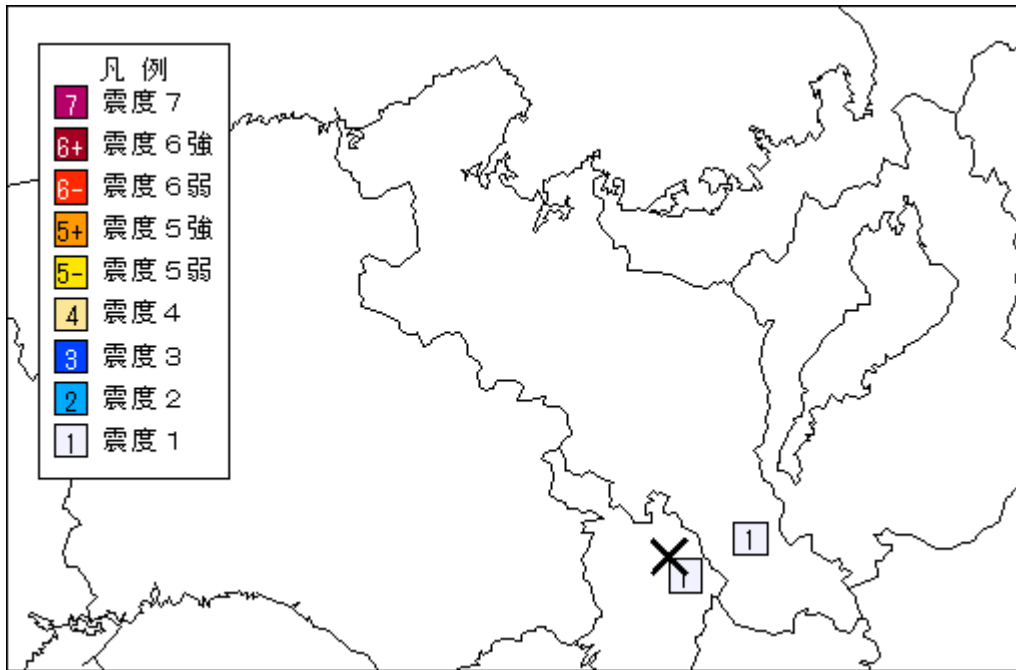 凡 例
7 震度７
6+ 震度６強
6- 震度６弱
5+ 震度５強
5- 震度５弱
4 震度４
3 震度３
2 震度２
1 震度１
1
1